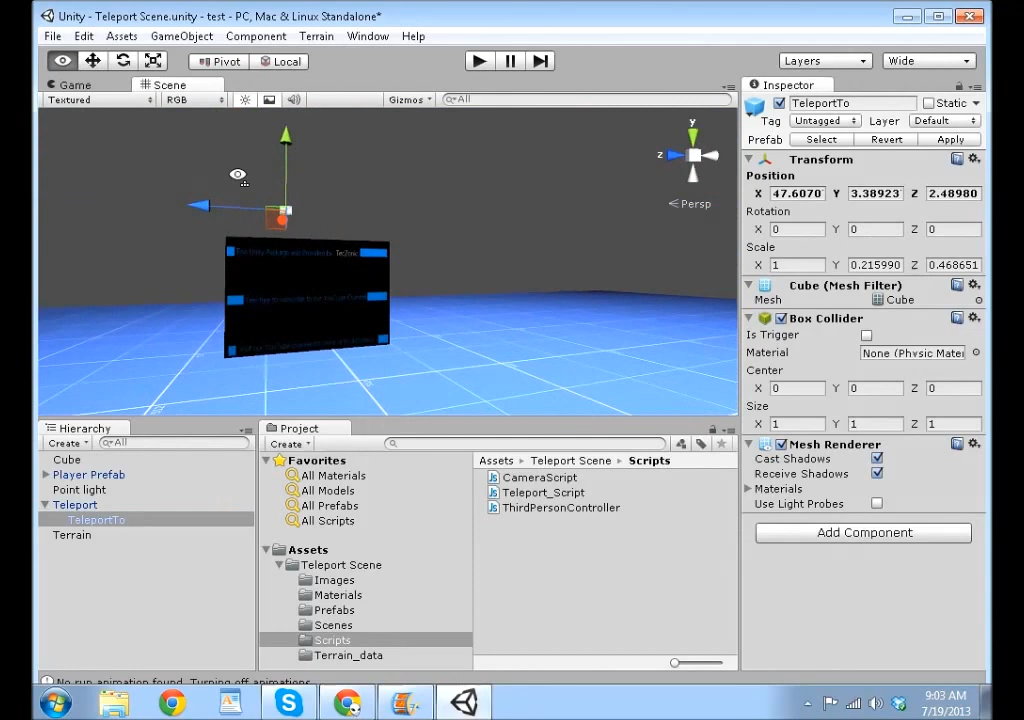 Unity - Teleport Scene.unity - test - PC, Mac & Linux Standalone*
File Edit Assets GameObject Component Terrain Window Help
Pivot Local Layers Wide
Game Scene Inspector
Textured RGB Gizmos All
TeleportTo Static
Tag Untagged Layer Default
Prefab Select Revert Apply
y
z
Persp
Transform
Position
X 47.6070 Y 3.38923 Z 2.48980
Rotation
X 0 Y 0 Z 0
Scale
X 1 Y 0.215990 Z 0.468651
Cube (Mesh Filter)
Mesh Cube
Box Collider
Is Trigger
Material None (Physic Mater
Center
X 0 Y 0 Z 0
Size
X 1 Y 1 Z 1
Mesh Renderer
Cast Shadows
Receive Shadows
Materials
Use Light Probes
Add Component
Hierarchy
Create All
Cube
Player Prefab
Point light
Teleport
TeleportTo
Terrain
Project
Create
Favorites
All Materials
All Models
All Prefabs
All Scripts
Assets
Teleport Scene
Images
Materials
Prefabs
Scenes
Scripts
Terrain_data
Assets Teleport Scene Scripts
CameraScript
Teleport_Script
ThirdPersonController
No run animation found. Turning off animations.
9:03 AM
7/19/2013